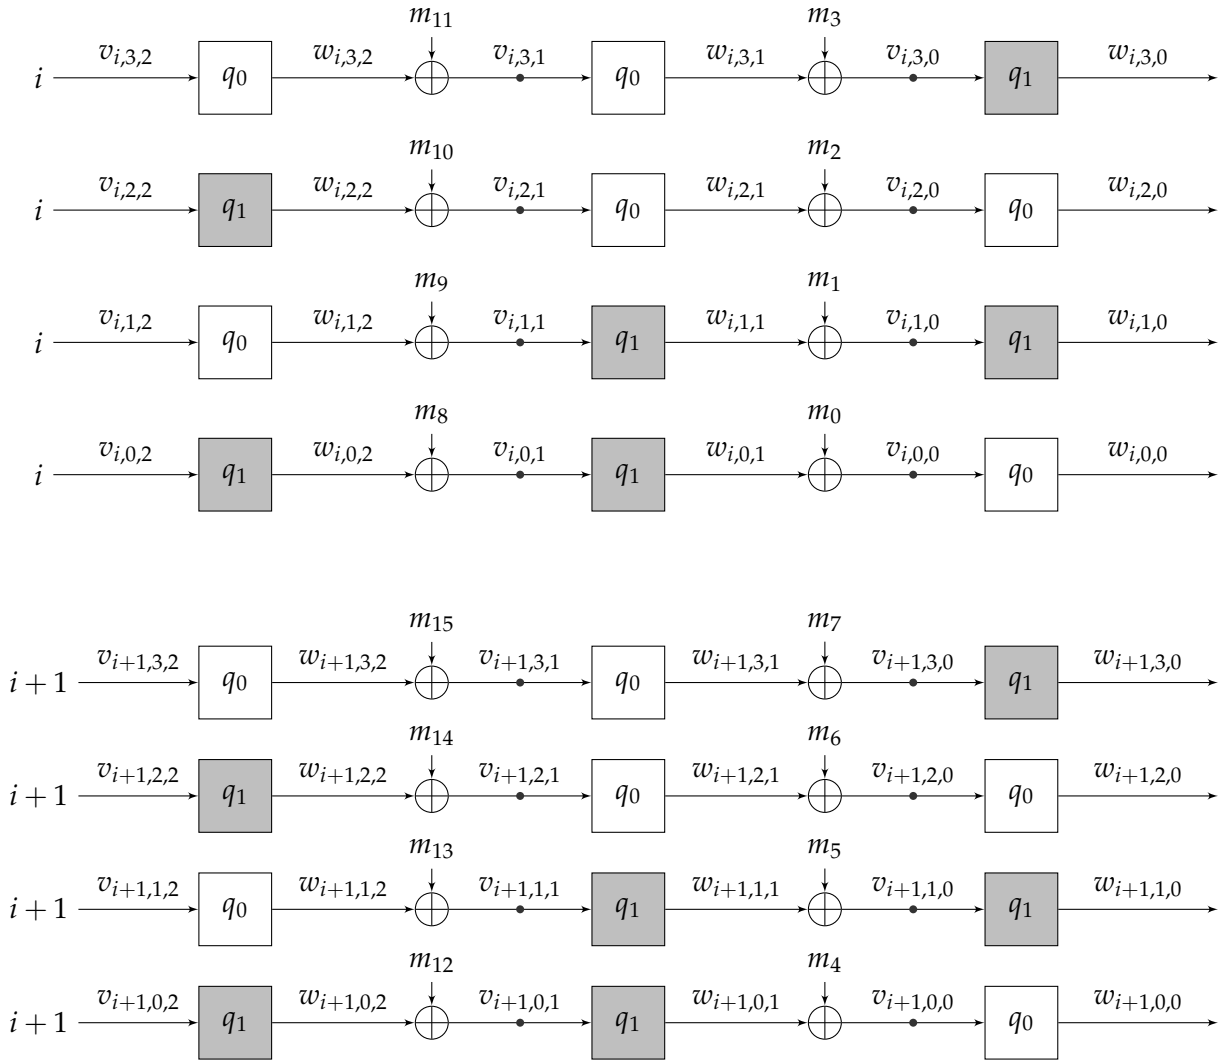 m11 m3
v_{i,3,2} w_{i,3,2} v_{i,3,1} w_{i,3,1} v_{i,3,0} w_{i,3,0}
i q0 q0 q1
m10 m2
v_{i,2,2} w_{i,2,2} v_{i,2,1} w_{i,2,1} v_{i,2,0} w_{i,2,0}
i q1 q0 q0
m9 m1
v_{i,1,2} w_{i,1,2} v_{i,1,1} w_{i,1,1} v_{i,1,0} w_{i,1,0}
i q0 q1 q1
m8 m0
v_{i,0,2} w_{i,0,2} v_{i,0,1} w_{i,0,1} v_{i,0,0} w_{i,0,0}
i q1 q1 q0
m15 m7
v_{i+1,3,2} w_{i+1,3,2} v_{i+1,3,1} w_{i+1,3,1} v_{i+1,3,0} w_{i+1,3,0}
i + 1 q0 q0 q1
m14 m6
v_{i+1,2,2} w_{i+1,2,2} v_{i+1,2,1} w_{i+1,2,1} v_{i+1,2,0} w_{i+1,2,0}
i + 1 q1 q0 q0
m13 m5
v_{i+1,1,2} w_{i+1,1,2} v_{i+1,1,1} w_{i+1,1,1} v_{i+1,1,0} w_{i+1,1,0}
i + 1 q0 q1 q1
m12 m4
v_{i+1,0,2} w_{i+1,0,2} v_{i+1,0,1} w_{i+1,0,1} v_{i+1,0,0} w_{i+1,0,0}
i + 1 q1 q1 q0